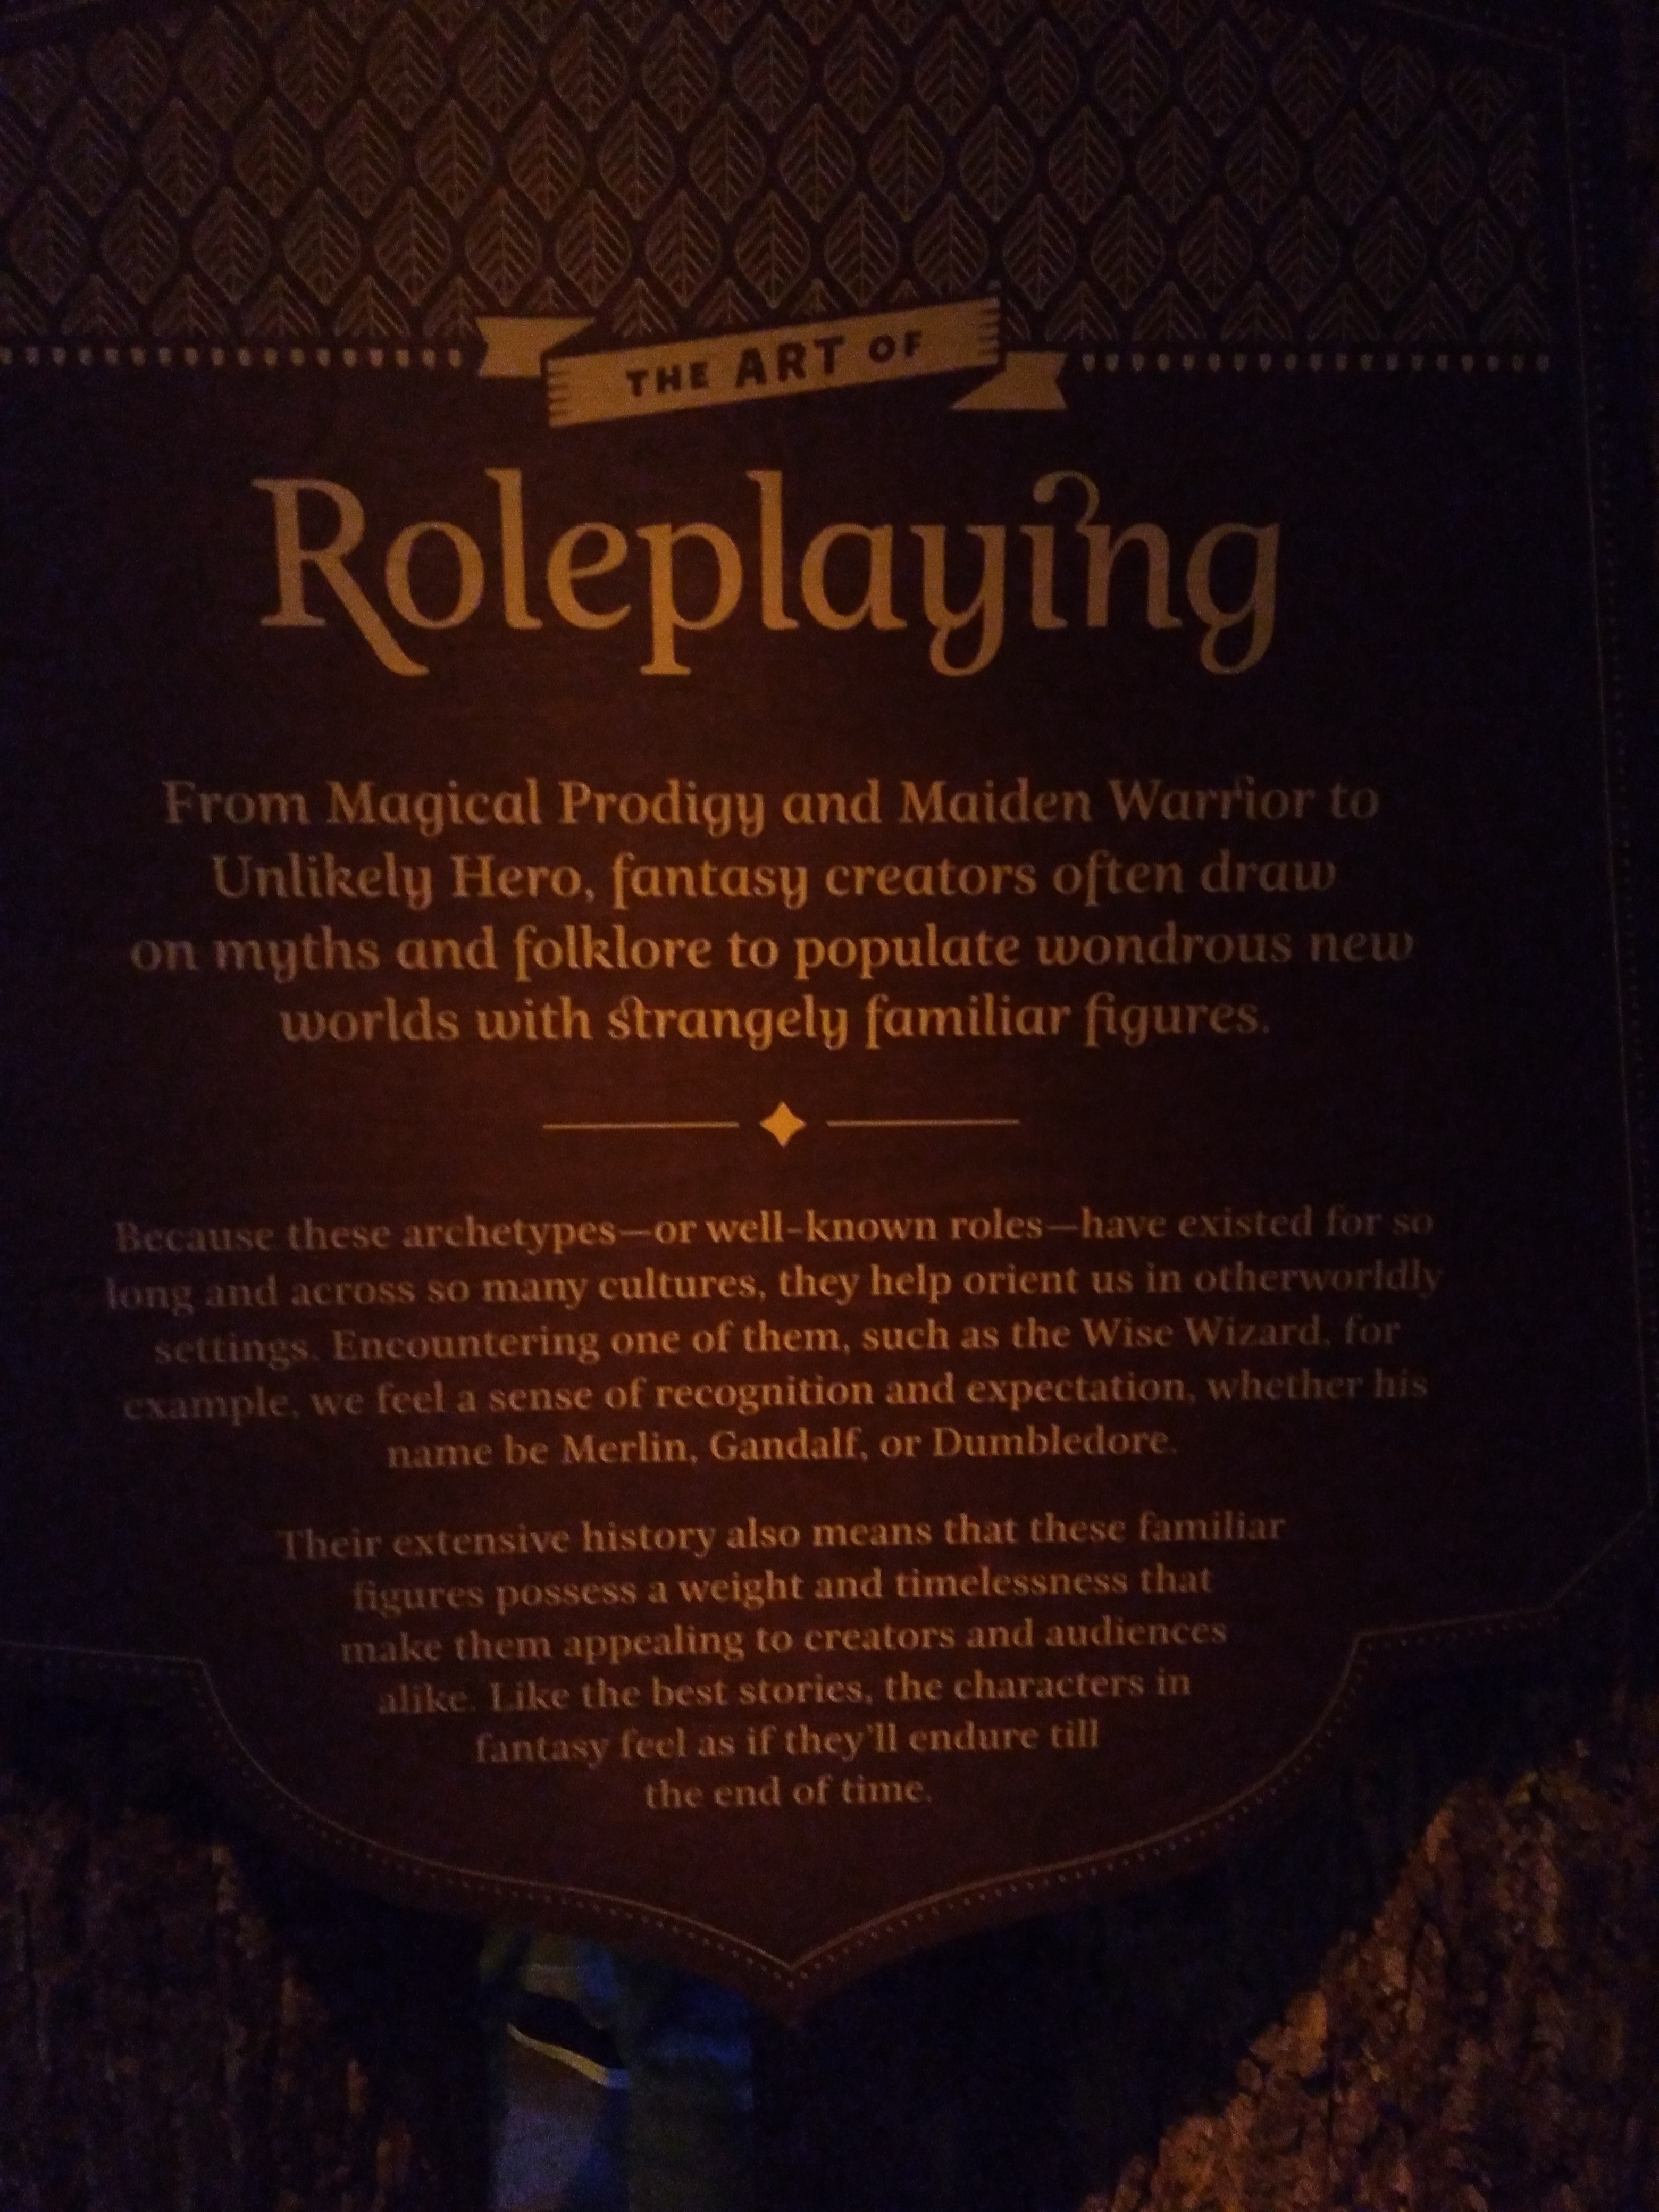 THE ART OF
Roleplaying
From Magical Prodigy and Maiden Warrior to
Unlikely Hero, fantasy creators often draw
on myths and folklore to populate wondrous new
worlds with strangely familiar figures.
Because these archetypes—or well-known roles—have existed for so
long and across so many cultures, they help orient us in otherworldly
settings. Encountering one of them, such as the Wise Wizard, for
example, we feel a sense of recognition and expectation, whether his
name be Merlin, Gandalf, or Dumbledore.
Their extensive history also means that these familiar
figures possess a weight and timelessness that
make them appealing to creators and audiences
alike. Like the best stories, the characters in
fantasy feel as if they'll endure till
the end of time.